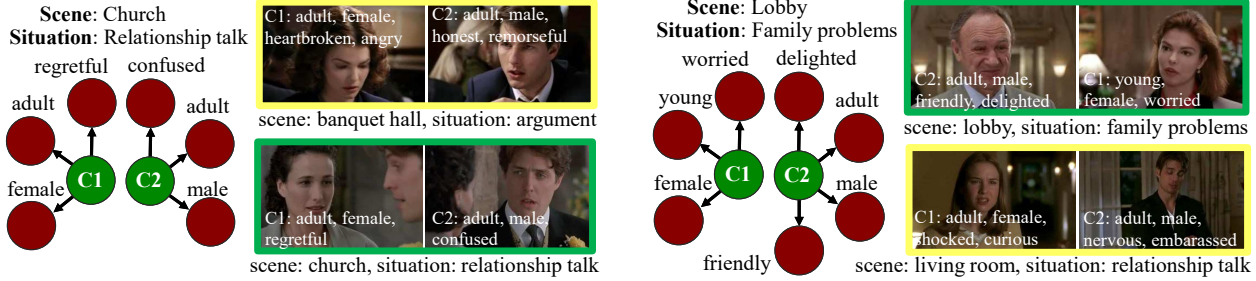 Scene: Church
Situation: Relationship talk
regretful
confused
adult
adult
C1
C2
female
male
C1: adult, female,
heartbroken, angry
C2: adult, male,
honest, remorseful
scene: banquet hall, situation: argument
C1: adult, female,
regretful
C2: adult, male,
confused
scene: church, situation: relationship talk
Scene: Lobby
Situation: Family problems
worried
delighted
young
adult
C1
C2
female
male
friendly
C2: adult, male,
friendly, delighted
C1: young,
female, worried
scene: lobby, situation: family problems
C1: adult, female,
shocked, curious
C2: adult, male,
nervous, embarassed
scene: living room, situation: relationship talk